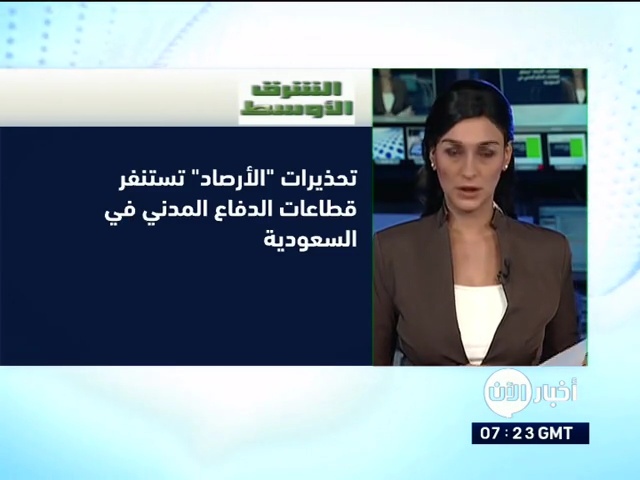 الشرق
الأوسط
تحذيرات "الأرصاد" تستنفر
قطاعات الدفاع المدني في
السعودية
أخبار الآن
07:23 GMT